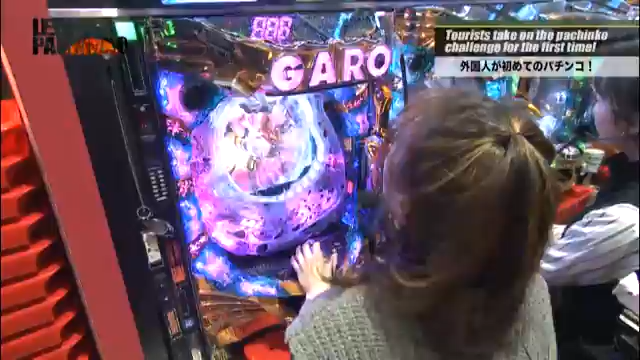 Tourists take on the pachinko
challenge for the first time!
外国人が初めてのパチンコ！
GARO